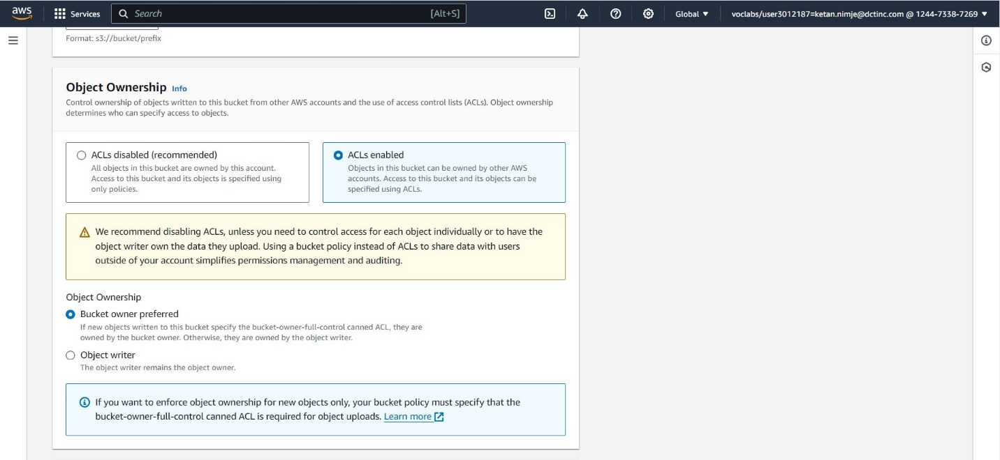 aws Services Search [Alt+S] Global voclabs/user3012187=ketan.nimje@dctinc.com @ 1244-7338-7269
Format: s3://bucket/prefix
Object Ownership Info
Control ownership of objects written to this bucket from other AWS accounts and the use of access control lists (ACLs). Object ownership
determines who can specify access to objects.
ACLs disabled (recommended)
All objects in this bucket are owned by this account.
Access to this bucket and its objects is specified using
only policies.
ACLs enabled
Objects in this bucket can be owned by other AWS
accounts. Access to this bucket and its objects can be
specified using ACLs.
We recommend disabling ACLs, unless you need to control access for each object individually or to have the
object writer own the data they upload. Using a bucket policy instead of ACLs to share data with users
outside of your account simplifies permissions management and auditing.
Object Ownership
Bucket owner preferred
If new objects written to this bucket specify the bucket-owner-full-control canned ACL, they are
owned by the bucket owner. Otherwise, they are owned by the object writer.
Object writer
The object writer remains the object owner.
If you want to enforce object ownership for new objects only, your bucket policy must specify that the
bucket-owner-full-control canned ACL is required for object uploads. Learn more